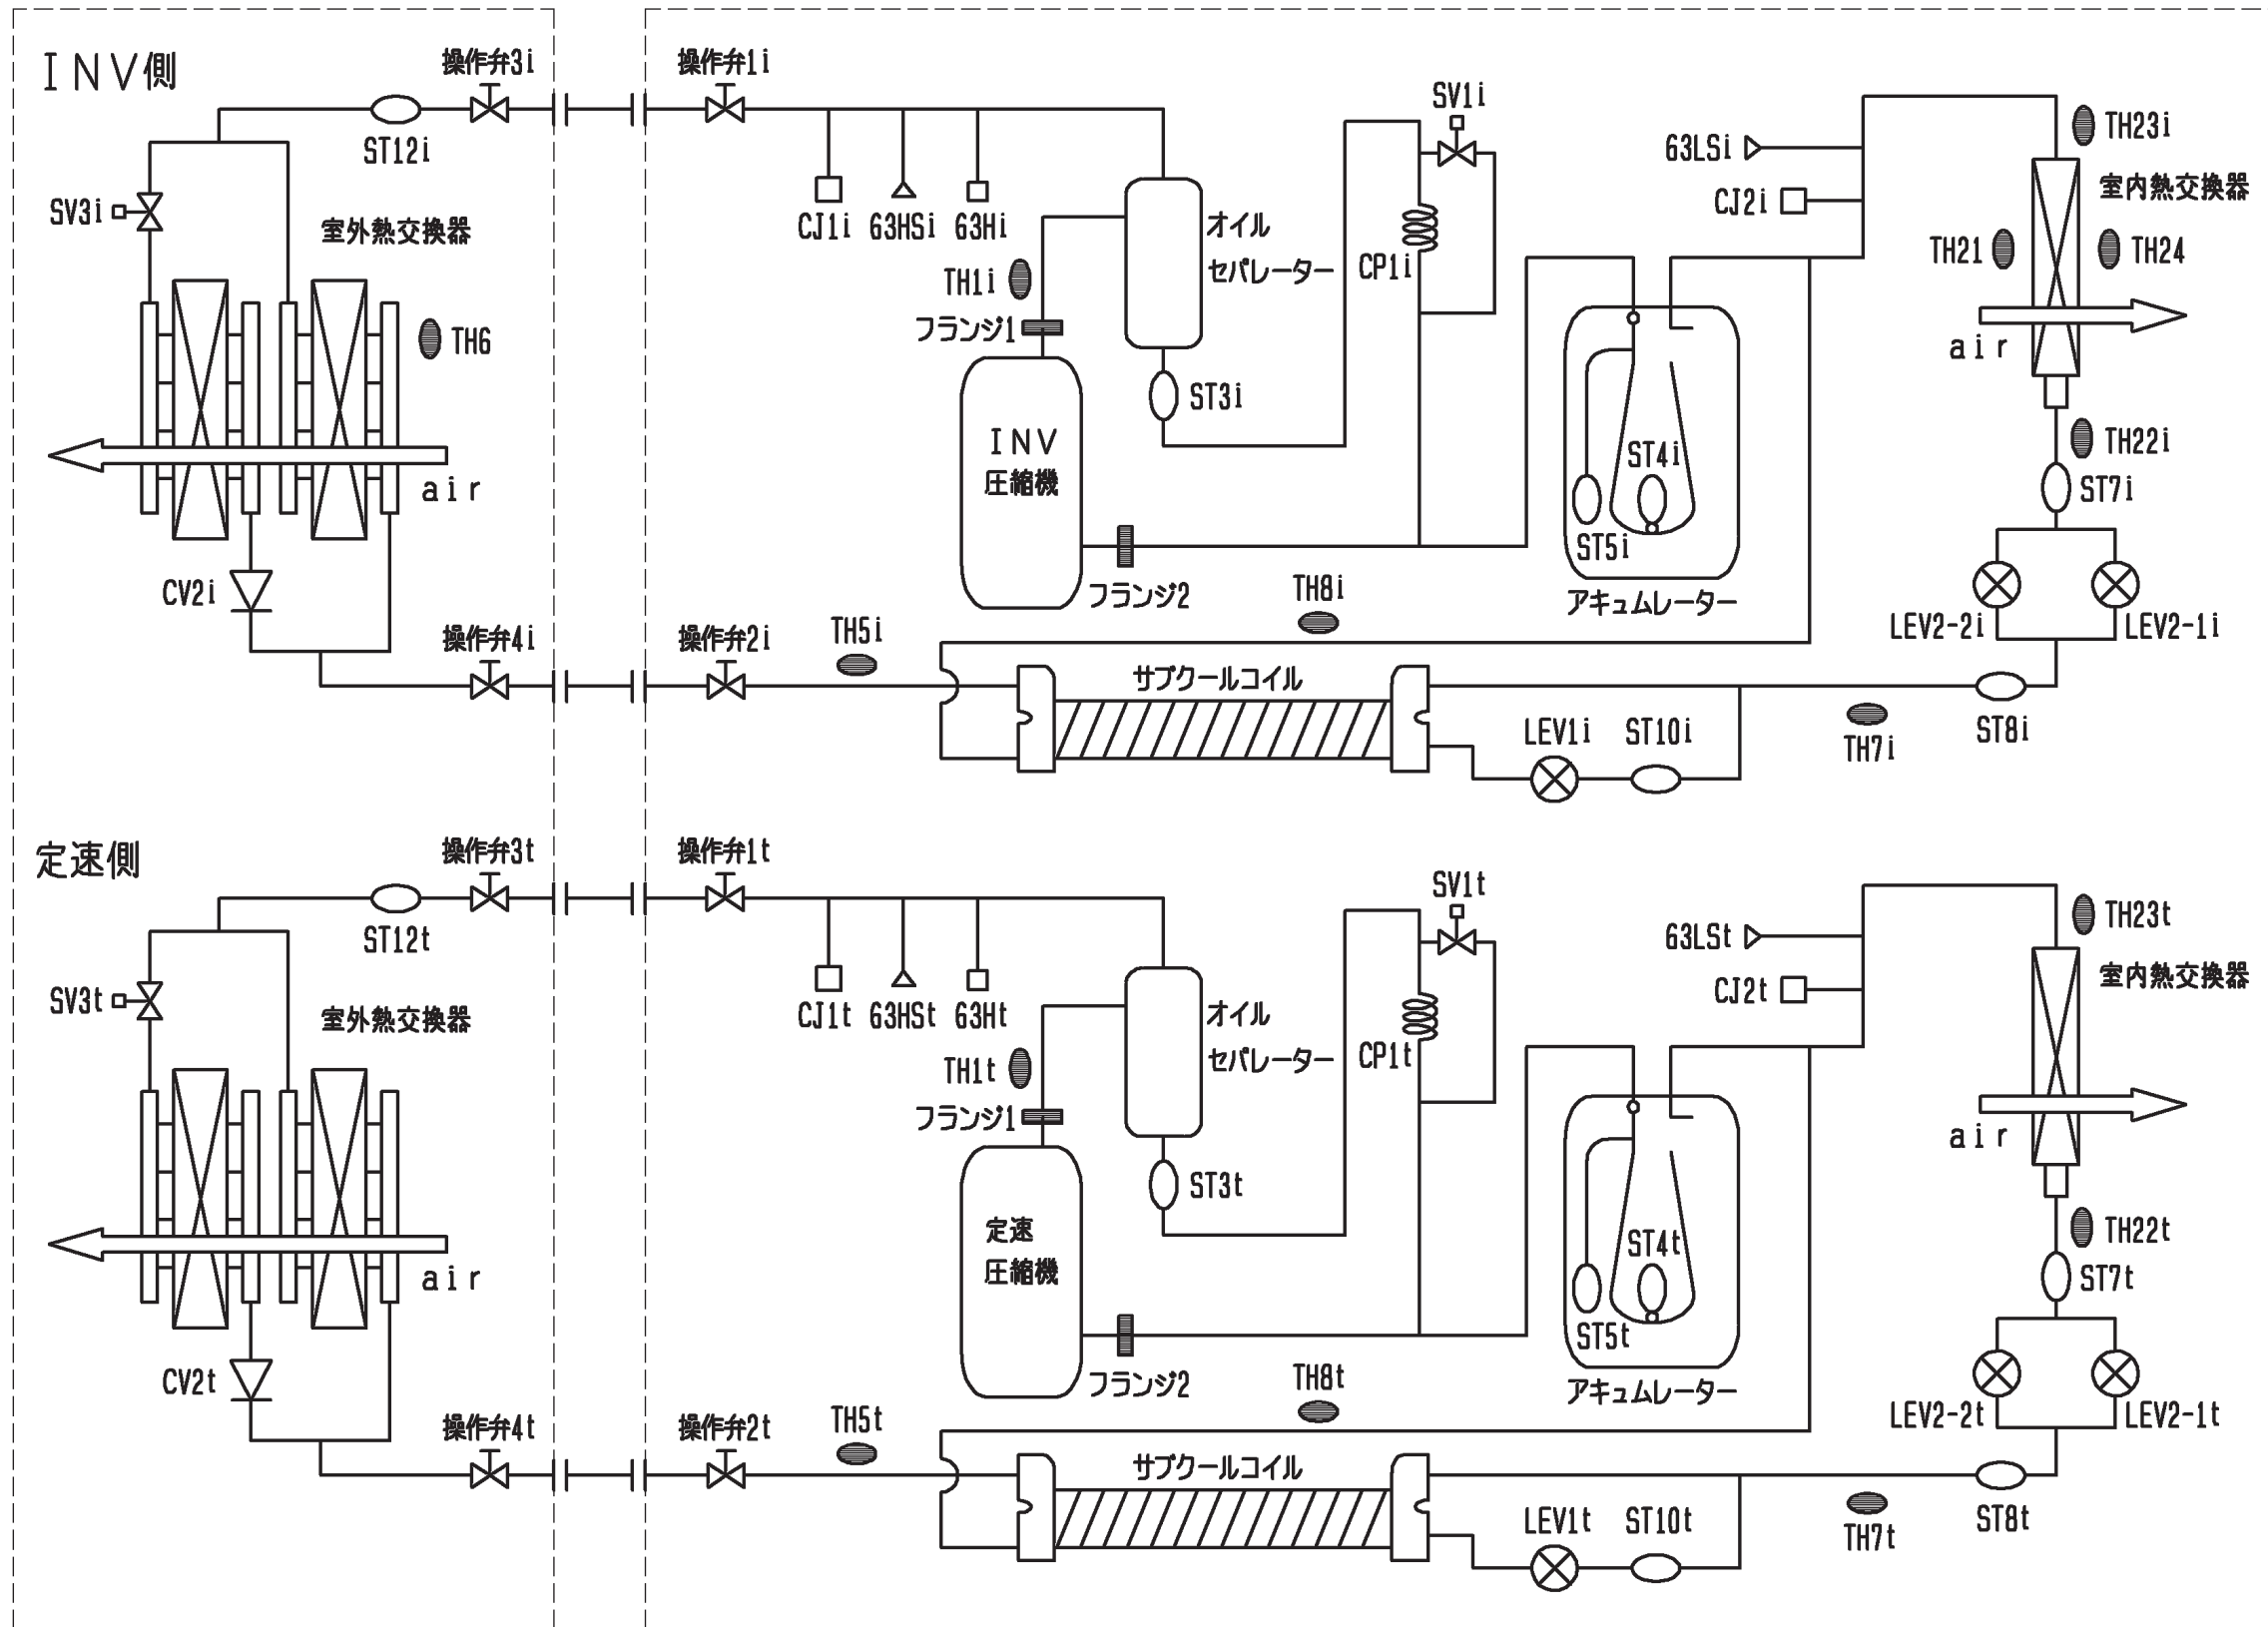 INV側
操作弁3i
操作弁1i
ST12i
SV3i
室外熱交換器
TH6
air
CV2i
操作弁4i
操作弁2i
CJ1i
63HSi
63Hi
TH1i
フランジ1
オイル
セパレーター
ST3i
INV
圧縮機
フランジ2
SV1i
CP1i
ST4i
ST5i
アキュムレーター
63LSi
CJ2i
TH23i
室内熱交換器
TH21
TH24
air
TH22i
ST7i
LEV2-2i
LEV2-1i
TH5i
TH8i
サブクールコイル
LEV1i
ST10i
TH7i
ST8i
定速側
操作弁3t
操作弁1t
ST12t
SV3t
室外熱交換器
air
CV2t
操作弁4t
操作弁2t
CJ1t
63HSt
63Ht
TH1t
フランジ1
オイル
セパレーター
ST3t
定速
圧縮機
フランジ2
SV1t
CP1t
ST4t
ST5t
アキュムレーター
63LSt
CJ2t
TH23t
室内熱交換器
air
TH22t
ST7t
LEV2-2t
LEV2-1t
TH5t
TH8t
サブクールコイル
LEV1t
ST10t
TH7t
ST8t